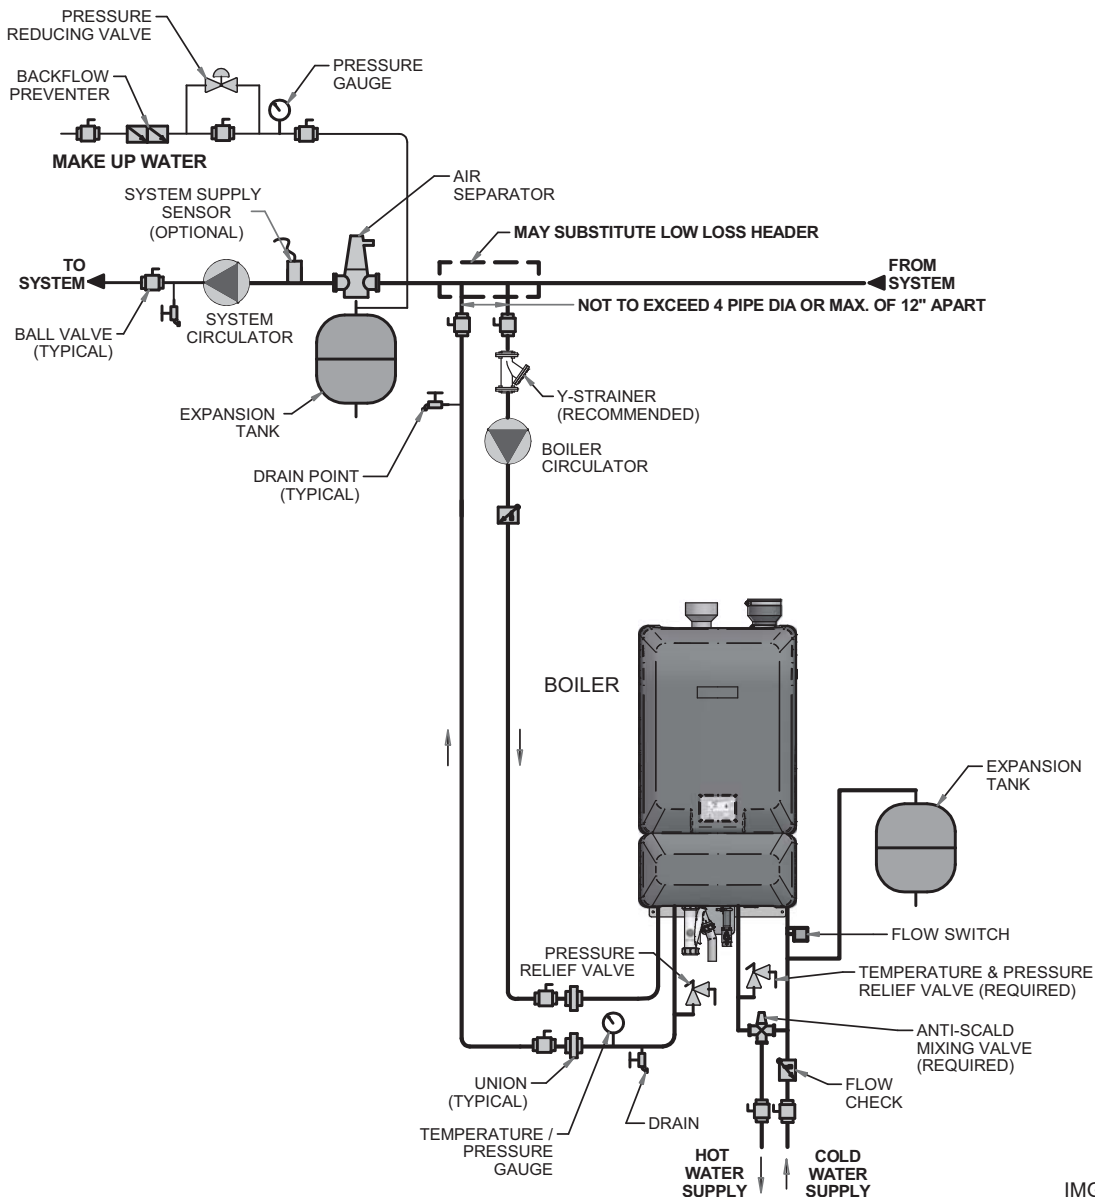 PRESSURE
REDUCING VALVE
BACKFLOW
PREVENTER
PRESSURE
GAUGE
MAKE UP WATER
SYSTEM SUPPLY
SENSOR
(OPTIONAL)
AIR
SEPARATOR
MAY SUBSTITUTE LOW LOSS HEADER
TO
SYSTEM
FROM
SYSTEM
NOT TO EXCEED 4 PIPE DIA OR MAX. OF 12" APART
BALL VALVE
(TYPICAL)
SYSTEM
CIRCULATOR
EXPANSION
TANK
Y-STRAINER
(RECOMMENDED)
BOILER
CIRCULATOR
DRAIN POINT
(TYPICAL)
BOILER
EXPANSION
TANK
FLOW SWITCH
PRESSURE
RELIEF VALVE
TEMPERATURE & PRESSURE
RELIEF VALVE (REQUIRED)
ANTI-SCALD
MIXING VALVE
(REQUIRED)
UNION
(TYPICAL)
FLOW
CHECK
DRAIN
TEMPERATURE /
PRESSURE
GAUGE
HOT
WATER
SUPPLY
COLD
WATER
SUPPLY